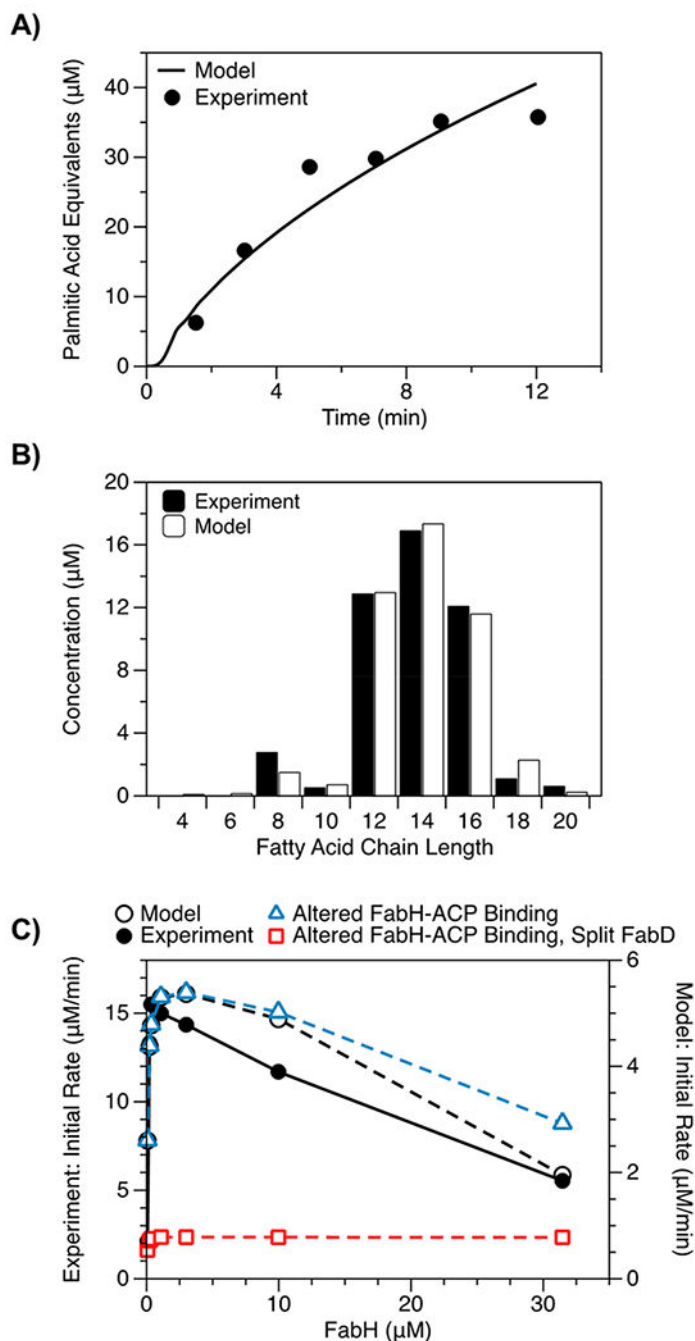 A)
Model
Experiment
Palmitic Acid Equivalents (µM)
40
30
20
10
0
0 4 8 12
Time (min)
B)
Experiment
Model
Concentration (µM)
20
16
12
8
4
0
4 6 8 10 12 14 16 18 20
Fatty Acid Chain Length
C)
Model
Experiment
Altered FabH-ACP Binding
Altered FabH-ACP Binding, Split FabD
Experiment: Initial Rate (µM/min)
15
10
5
0
6
4
2
0
Model: Initial Rate (µM/min)
0 10 20 30
FabH (µM)